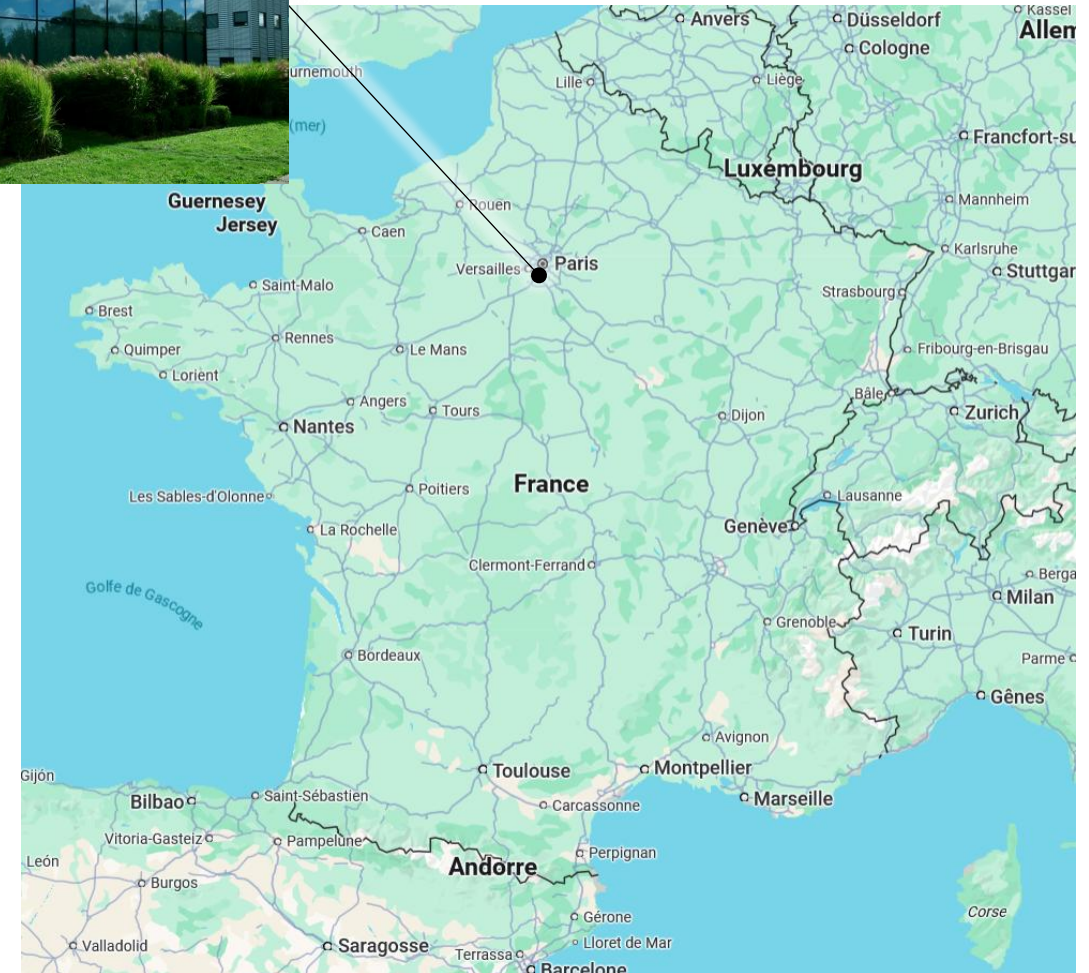 Anvers
Düsseldorf
Kassel
Allem
Cologne
urnemouth
Lille
Liège
(mer)
Francfort-su
Luxembourg
Guernesey
Jersey
Rouen
Mannheim
Caen
Karlsruhe
Versailles
Paris
Stuttgar
Saint-Malo
Strasbourg
Brest
Rennes
Quimper
Le Mans
Fribourg-en-Brisgau
Lorient
Bâle
Angers
Tours
Dijon
Zurich
Nantes
France
Les Sables-d'Olonne
Poitiers
Lausanne
La Rochelle
Genève
Clermont-Ferrand
Golfe de Gascogne
Berga
Milan
Grenoble
Turin
Bordeaux
Parme
Gênes
Avignon
Gijón
Toulouse
Montpellier
Bilbao
Saint-Sébastien
Carcassonne
Marseille
Vitoria-Gasteiz
Pampelune
León
Andorre
Perpignan
Burgos
Corse
Gérone
Valladolid
Saragosse
Lloret de Mar
Terrassa
Barcelone